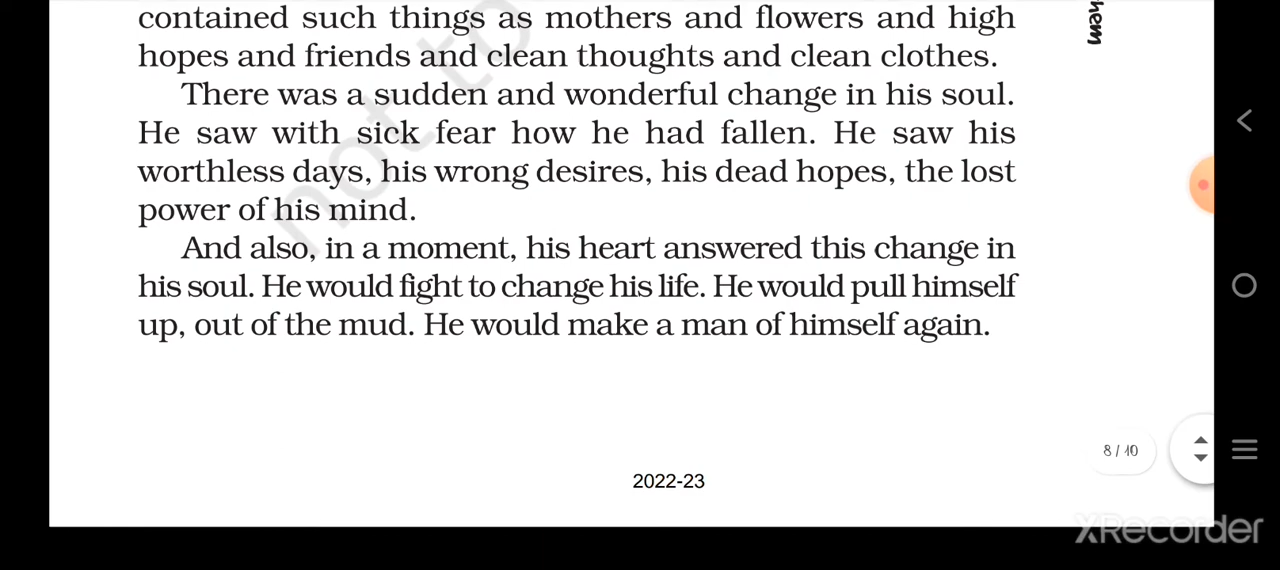 contained such things as mothers and flowers and high
hopes and friends and clean thoughts and clean clothes.
There was a sudden and wonderful change in his soul.
He saw with sick fear how he had fallen. He saw his
worthless days, his wrong desires, his dead hopes, the lost
power of his mind.
And also, in a moment, his heart answered this change in
his soul. He would fight to change his life. He would pull himself
up, out of the mud. He would make a man of himself again.
hem
not to
8 / 10
2022-23
XRecorder